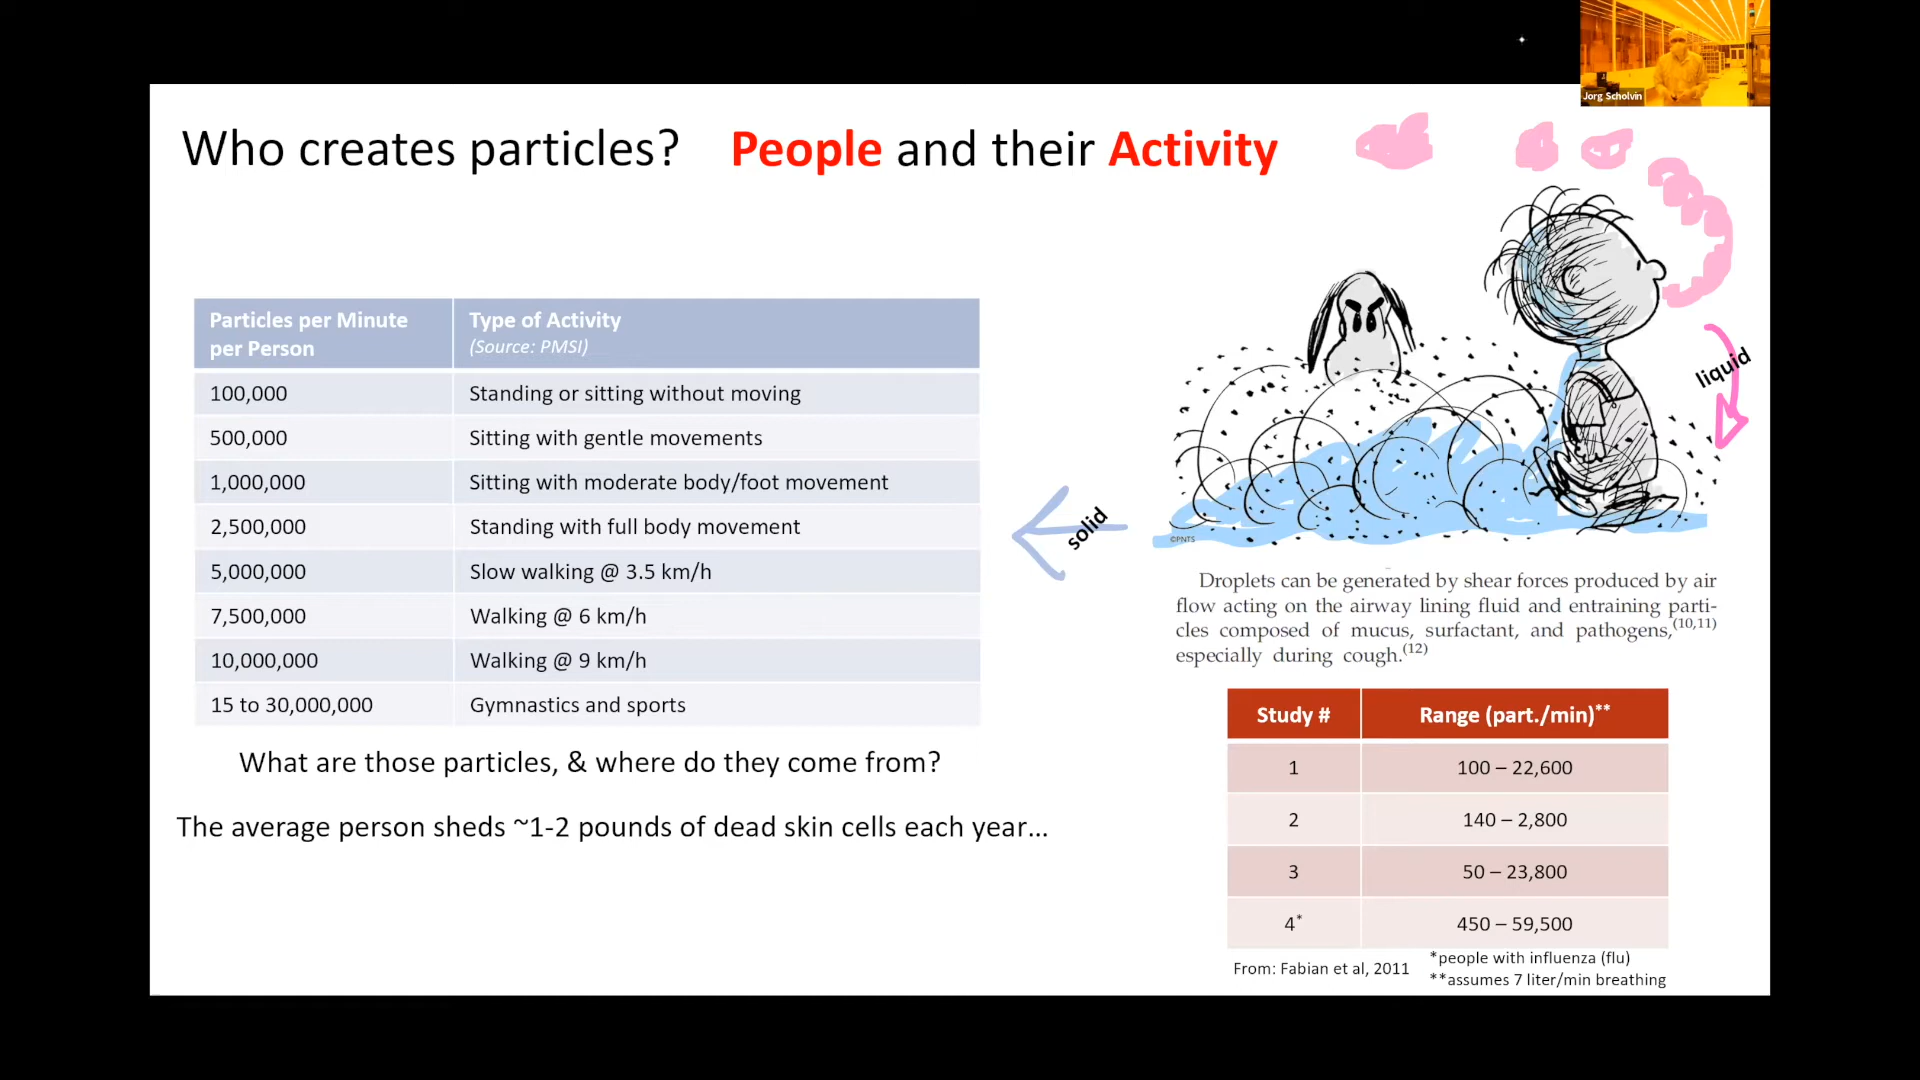 Jorg Scholvin
Who creates particles? People and their Activity
Particles per Minute
per Person
Type of Activity
(Source: PMSI)
100,000 Standing or sitting without moving
500,000 Sitting with gentle movements
1,000,000 Sitting with moderate body/foot movement
2,500,000 Standing with full body movement
5,000,000 Slow walking @ 3.5 km/h
7,500,000 Walking @ 6 km/h
10,000,000 Walking @ 9 km/h
15 to 30,000,000 Gymnastics and sports
What are those particles, & where do they come from?
The average person sheds ~1-2 pounds of dead skin cells each year...
solid
liquid
©PNTS
Droplets can be generated by shear forces produced by air
flow acting on the airway lining fluid and entraining parti-
cles composed of mucus, surfactant, and pathogens,(10,11)
especially during cough.(12)
Study # Range (part./min)**
1 100 – 22,600
2 140 – 2,800
3 50 – 23,800
4* 450 – 59,500
From: Fabian et al, 2011
*people with influenza (flu)
**assumes 7 liter/min breathing